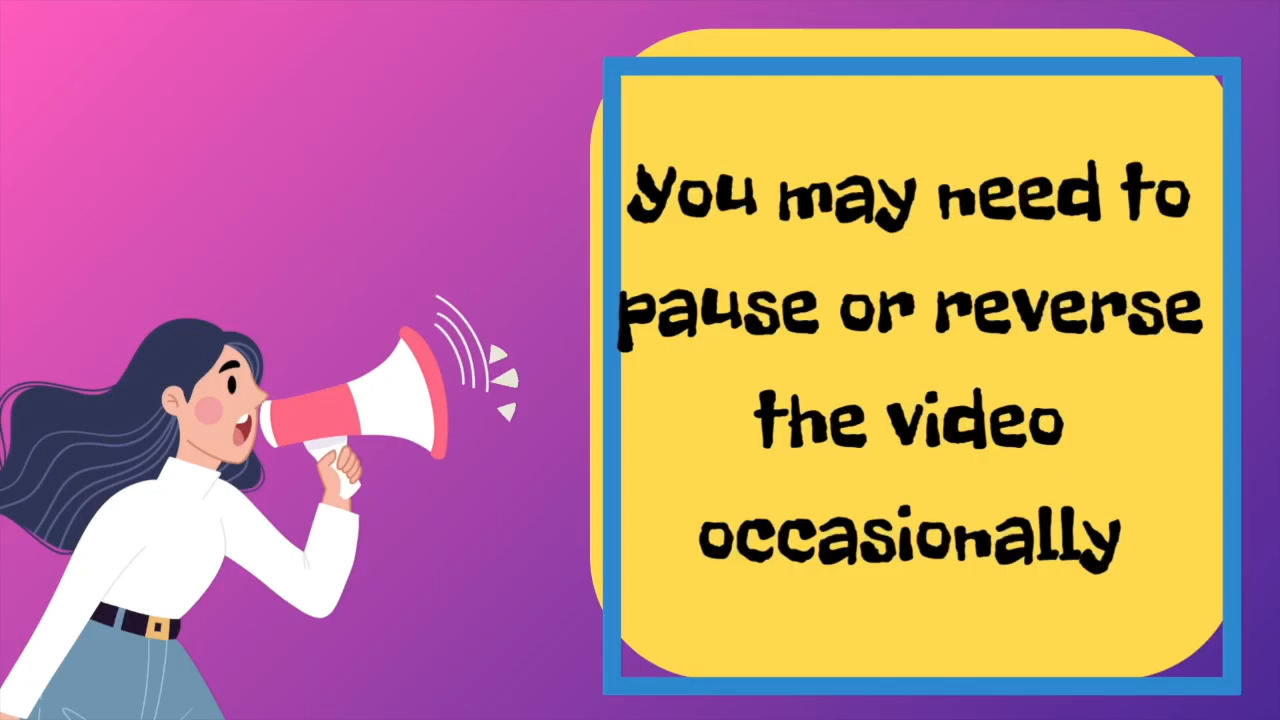 You may need to
pause or reverse
the video
occasionally